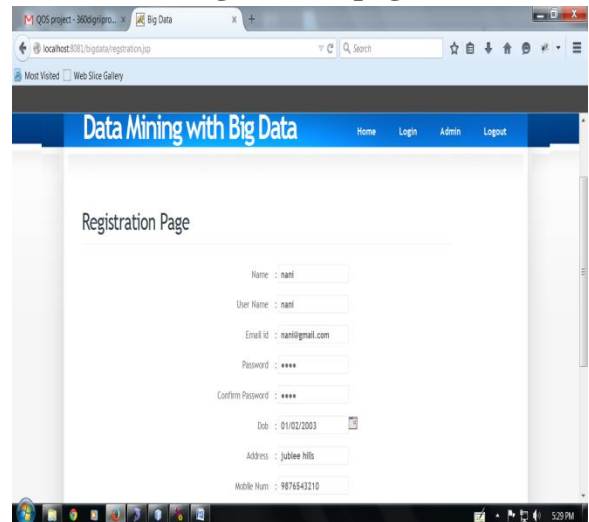 QOS project - 360digripro... × Big Data × +
localhost:8081/bigdata/registration.jsp Search
Most Visited Web Slice Gallery
Data Mining with Big Data Home Login Admin Logout
Registration Page
Name : nani
User Name : nani
Email id : nani@gmail.com
Password : ••••
Confirm Password : ••••
Dob : 01/02/2003
Address : jublee hills
Mobile Num : 9876543210
5:29 PM